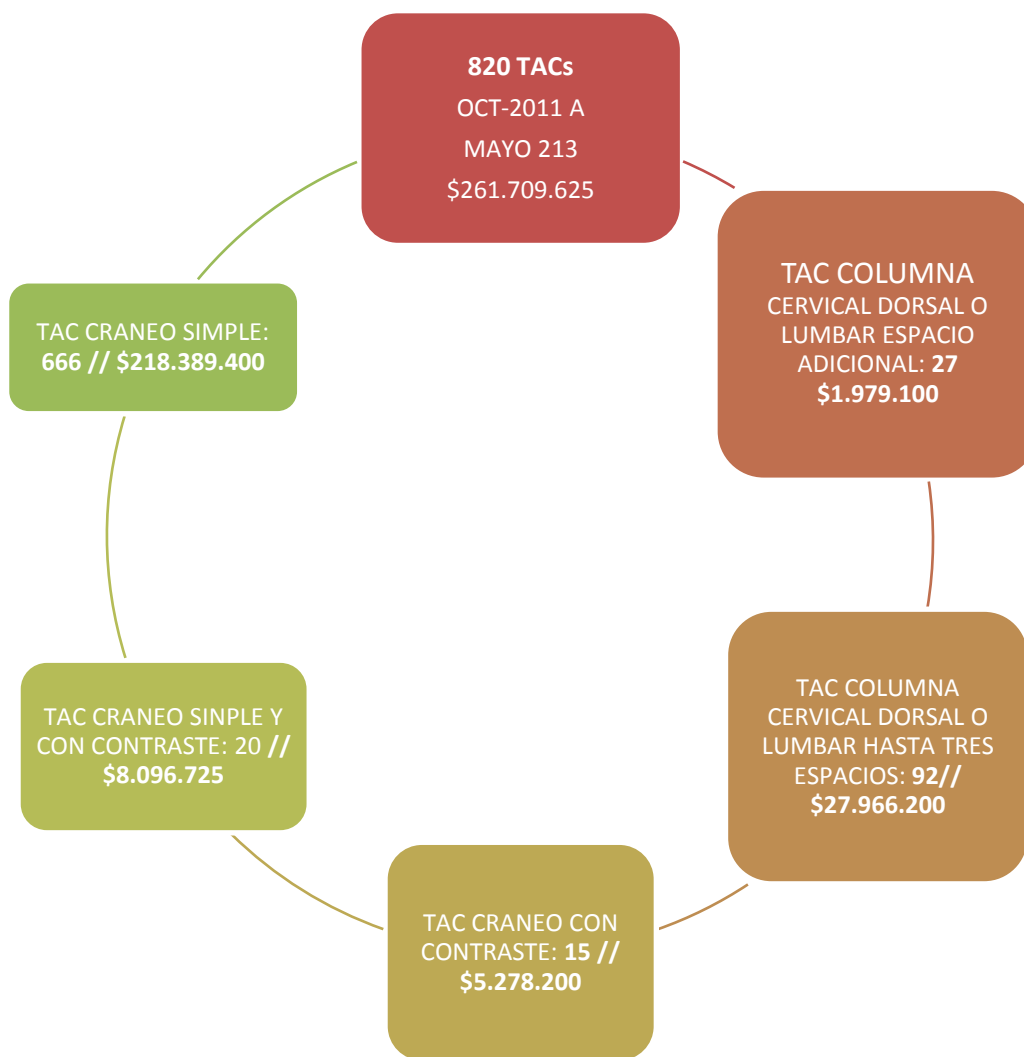 820 TACs
OCT-2011 A
MAYO 213
$261.709.625
TAC COLUMNA
CERVICAL DORSAL O
LUMBAR ESPACIO
ADICIONAL: 27
$1.979.100
TAC COLUMNA
CERVICAL DORSAL O
LUMBAR HASTA TRES
ESPACIOS: 92//
$27.966.200
TAC CRANEO CON
CONTRASTE: 15 //
$5.278.200
TAC CRANEO SINPLE Y
CON CONTRASTE: 20 //
$8.096.725
TAC CRANEO SIMPLE:
666 // $218.389.400